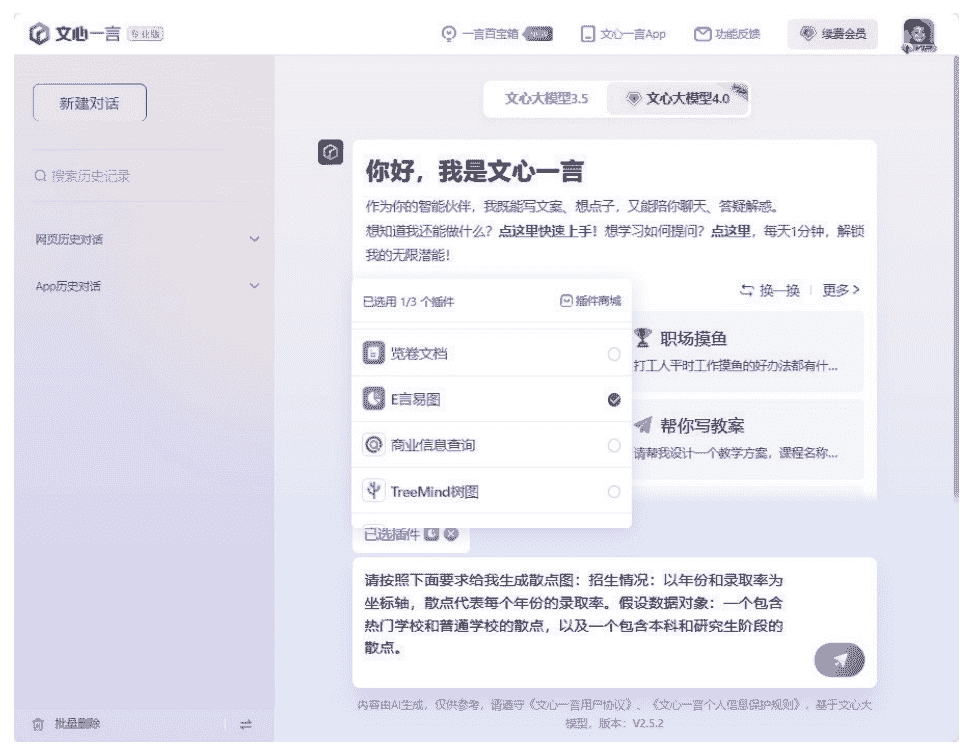 文心一言 专业版
一言百宝箱
文心一言App
功能反馈
续费会员
新建对话
搜索历史记录
网页历史对话
App历史对话
批量删除
文心大模型3.5
文心大模型4.0
你好，我是文心一言
作为你的智能伙伴，我既能写文案、想点子，又能陪你聊天、答疑解惑。
想知道我还能做什么？点这里快速上手！想学习如何提问？点这里，每天1分钟，解锁
我的无限潜能！
换一换 | 更多
已选用 1/3 个插件
插件商城
览卷文档
E言易图
商业信息查询
TreeMind树图
职场摸鱼
打工人平时工作摸鱼的好办法都有什...
帮你写教案
请帮我设计一个教学方案，课程名称...
已选插件
请按照下面要求给我生成散点图：招生情况：以年份和录取率为
坐标轴，散点代表每个年份的录取率。假设数据对象：一个包含
热门学校和普通学校的散点，以及一个包含本科和研究生阶段的
散点。
内容由AI生成，仅供参考，请遵守《文心一言用户协议》、《文心一言个人信息保护规则》，基于文心大
模型，版本：V2.5.2